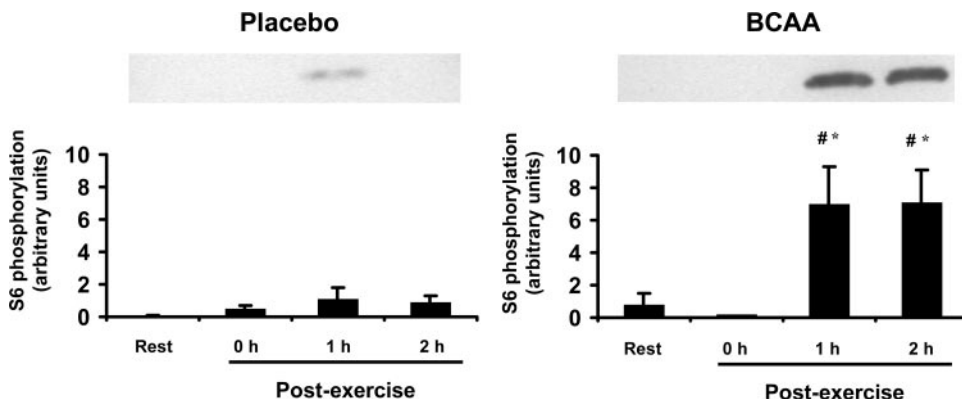 Placebo
S6 phosphorylation
(arbitrary units)
10
8
6
4
2
0
Rest 0 h 1 h 2 h
Post-exercise
BCAA
S6 phosphorylation
(arbitrary units)
# * # *
10
8
6
4
2
0
Rest 0 h 1 h 2 h
Post-exercise